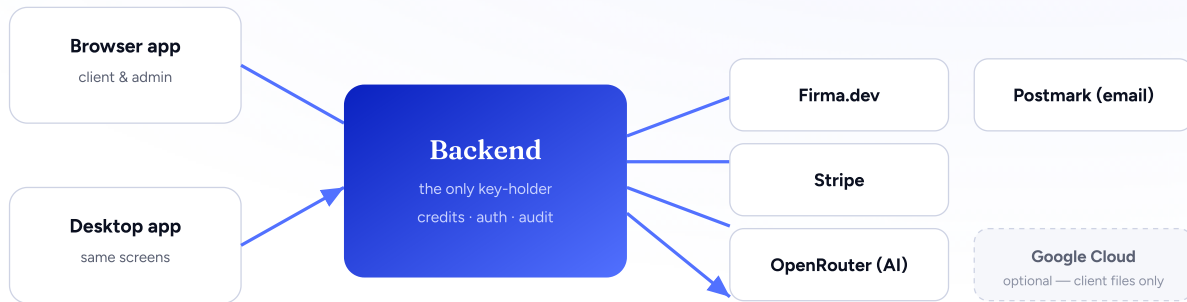 Browser app
client & admin
Desktop app
same screens
Backend
the only key-holder
credits · auth · audit
Firma.dev
Postmark (email)
Stripe
OpenRouter (AI)
Google Cloud
optional — client files only